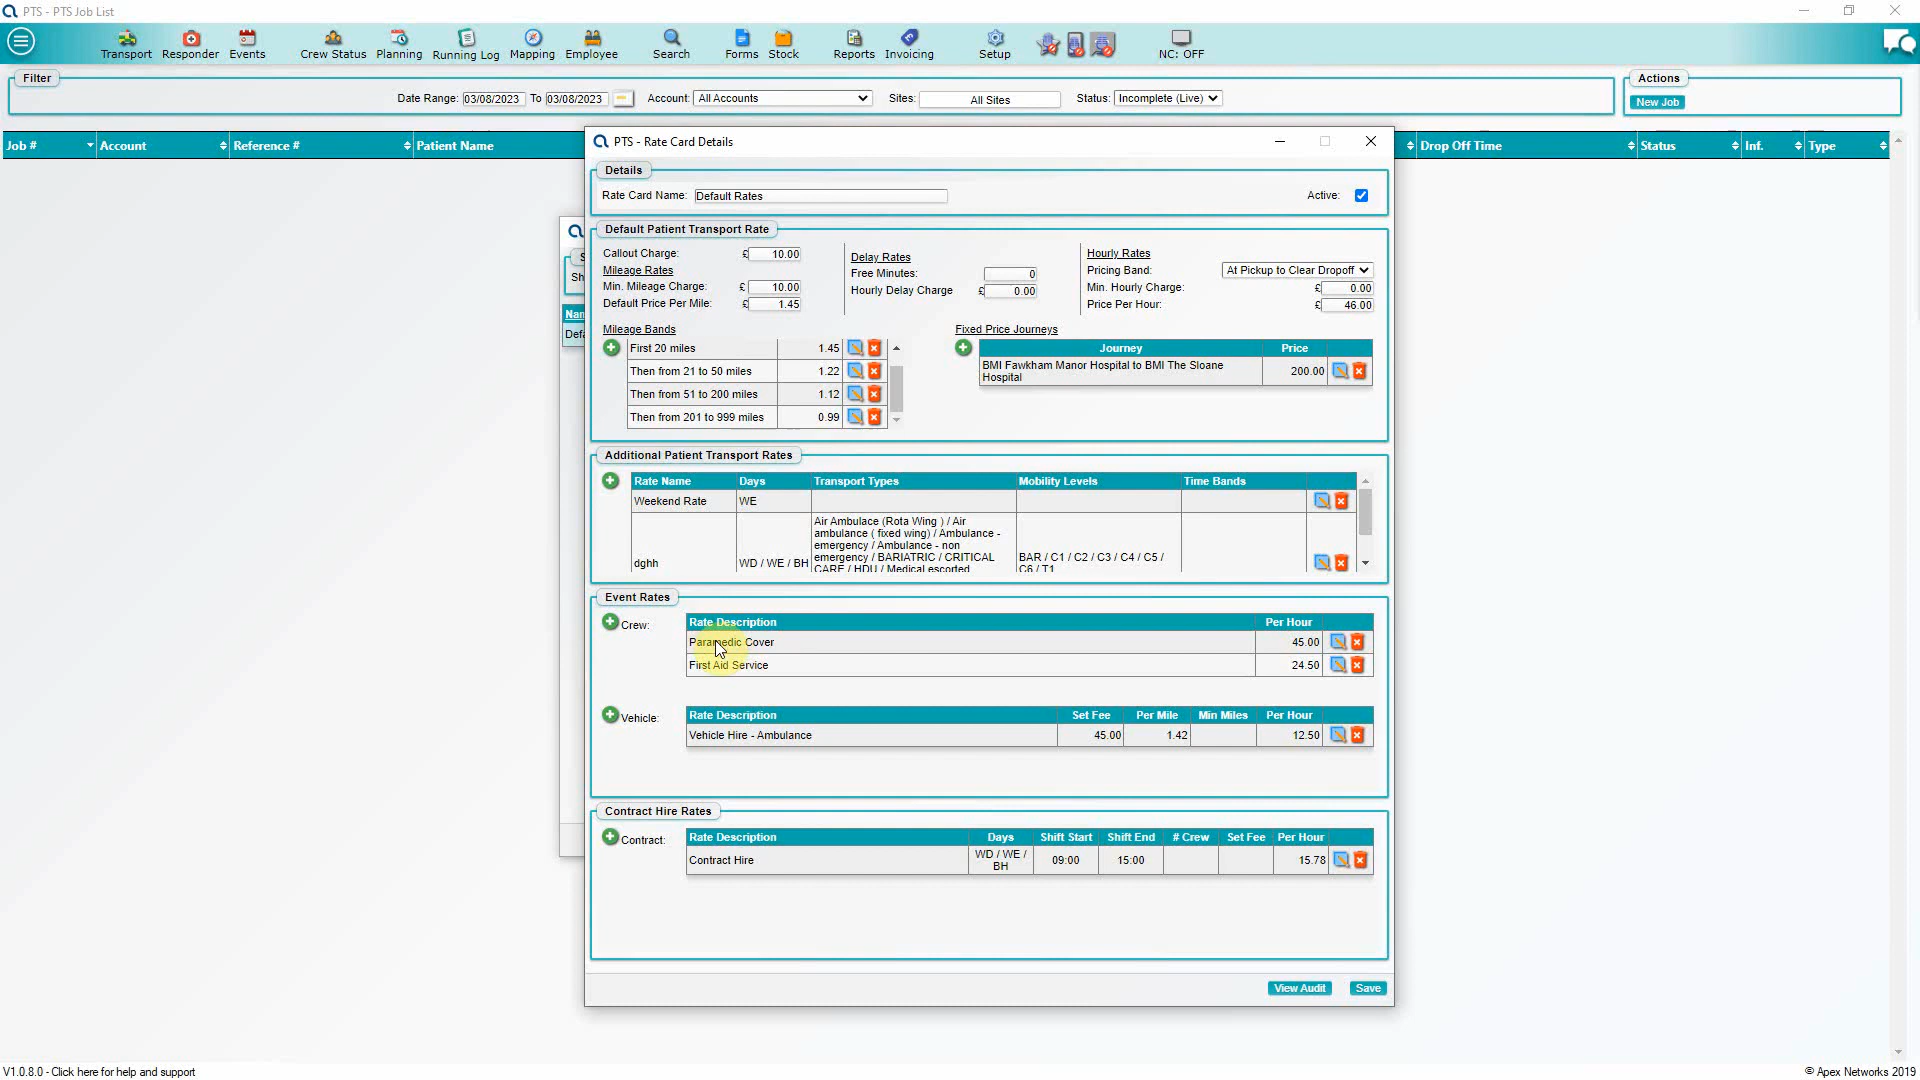 PTS - PTS Job List
Transport Responder Events Crew Status Planning Running Log Mapping Employee Search Forms Stock Reports Invoicing Setup NC: OFF
Filter
Actions
Date Range: 03/08/2023 To 03/08/2023 Account: All Accounts Sites: All Sites Status: Incomplete (Live)
New Job
Job # Account Reference # Patient Name Drop Off Time Status Inf. Type
PTS - Rate Card Details
Details
Rate Card Name: Default Rates Active:
Default Patient Transport Rate
Callout Charge: £ 10.00
Mileage Rates
Min. Mileage Charge: £ 10.00
Default Price Per Mile: £ 1.45
Delay Rates
Free Minutes: 0
Hourly Delay Charge £ 0.00
Hourly Rates
Pricing Band: At Pickup to Clear Dropoff
Min. Hourly Charge: £ 0.00
Price Per Hour: £ 46.00
Mileage Bands
First 20 miles 1.45
Then from 21 to 50 miles 1.22
Then from 51 to 200 miles 1.12
Then from 201 to 999 miles 0.99
Fixed Price Journeys
Journey Price
BMI Fawkham Manor Hospital to BMI The Sloane
Hospital 200.00
Additional Patient Transport Rates
Rate Name Days Transport Types Mobility Levels Time Bands
Weekend Rate WE
Air Ambulace (Rota Wing ) / Air
ambulance ( fixed wing) / Ambulance -
emergency / Ambulance - non
emergency / BARIATRIC / CRITICAL
CARE / HDU / Medical escorted
dghh WD / WE / BH
BAR / C1 / C2 / C3 / C4 / C5 /
C6 / T1
Event Rates
Crew:
Rate Description Per Hour
Paramedic Cover 45.00
First Aid Service 24.50
Vehicle:
Rate Description Set Fee Per Mile Min Miles Per Hour
Vehicle Hire - Ambulance 45.00 1.42 12.50
Contract Hire Rates
Contract:
Rate Description Days Shift Start Shift End # Crew Set Fee Per Hour
Contract Hire WD / WE / BH 09:00 15:00 15.78
View Audit Save
V1.0.8.0 - Click here for help and support
© Apex Networks 2019